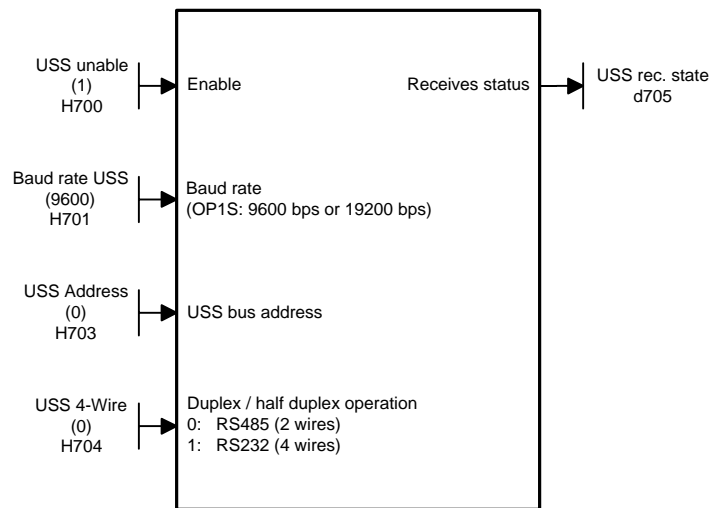 USS unable
(1)
H700
Enable
Receives status
USS rec. state
d705
Baud rate USS
(9600)
H701
Baud rate
(OP1S: 9600 bps or 19200 bps)
USS Address
(0)
H703
USS bus address
USS 4-Wire
(0)
H704
Duplex / half duplex operation
0: RS485 (2 wires)
1: RS232 (4 wires)